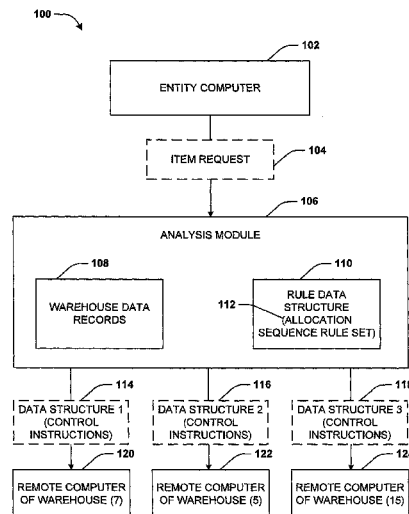 100
102
ENTITY COMPUTER
ITEM REQUEST
104
106
ANALYSIS MODULE
108
110
WAREHOUSE DATA
RECORDS
112
RULE DATA
STRUCTURE
(ALLOCATION
SEQUENCE RULE SET)
114
116
DATA STRUCTURE 1
(CONTROL
INSTRUCTIONS)
DATA STRUCTURE 2
(CONTROL
INSTRUCTIONS)
DATA STRUCTURE 3
(CONTROL
INSTRUCTIONS)
120
122
REMOTE COMPUTER
OF WAREHOUSE (7)
REMOTE COMPUTER
OF WAREHOUSE (5)
REMOTE COMPUTER
OF WAREHOUSE (15)